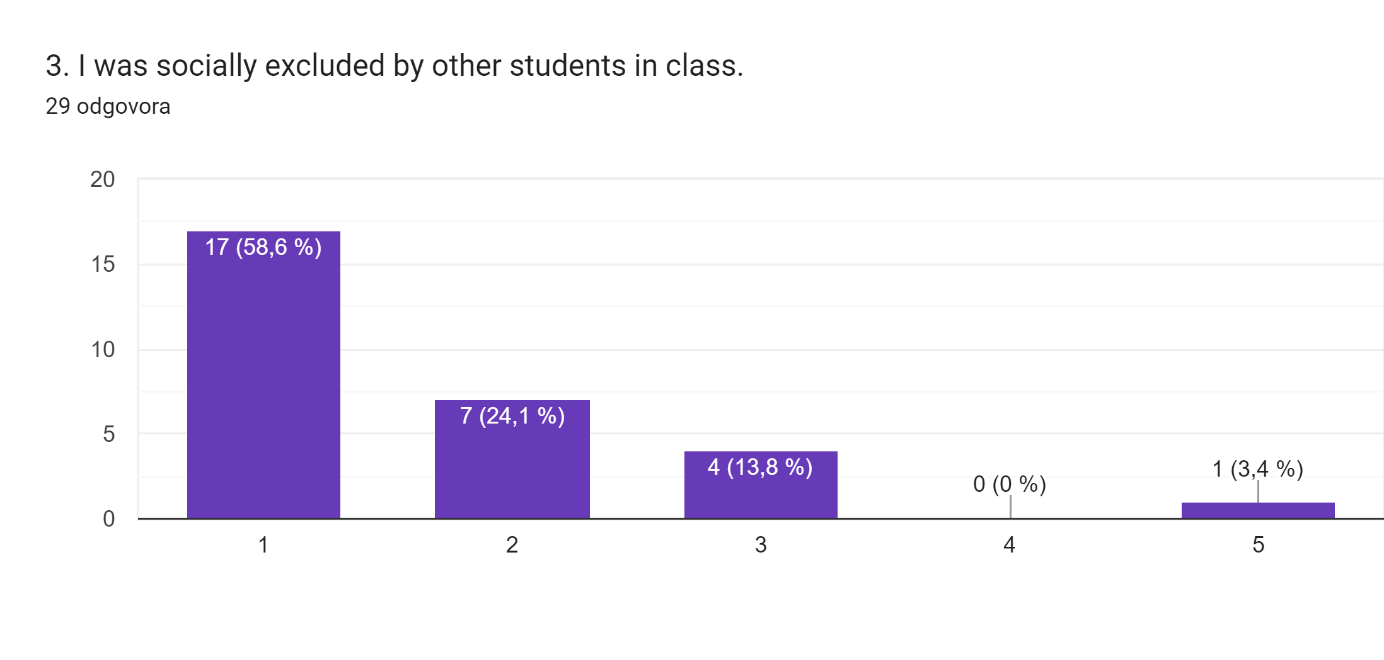 3. I was socially excluded by other students in class.
29 odgovora
20
15
10
5
0
17 (58,6 %)
7 (24,1 %)
4 (13,8 %)
0 (0 %)
1 (3,4 %)
1
2
3
4
5